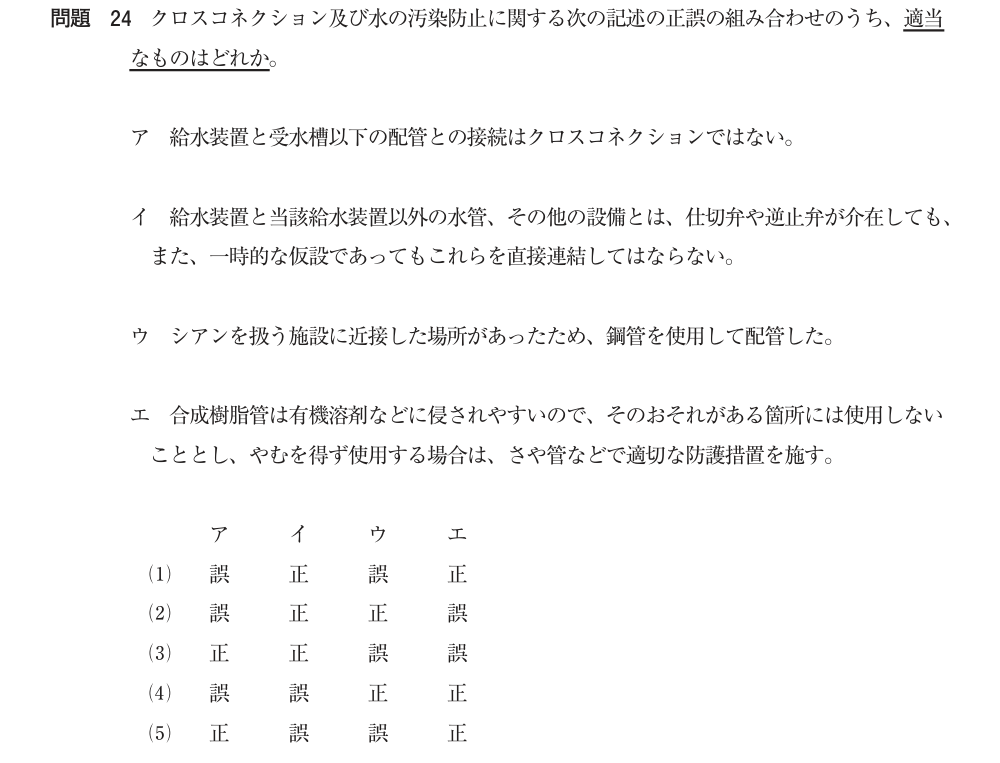 問題 24 クロスコネクション及び水の汚染防止に関する次の記述の正誤の組み合わせのうち、適当
なものはどれか。
ア 給水装置と受水槽以下の配管との接続はクロスコネクションではない。
イ 給水装置と当該給水装置以外の水管、その他の設備とは、仕切弁や逆止弁が介在しても、
また、一時的な仮設であってもこれらを直接連結してはならない。
ウ シアンを扱う施設に近接した場所があったため、鋼管を使用して配管した。
エ 合成樹脂管は有機溶剤などに侵されやすいので、そのおそれがある箇所には使用しない
こととし、やむを得ず使用する場合は、さや管などで適切な防護措置を施す。
ア イ ウ エ
(1) 誤 正 誤 正
(2) 誤 正 正 誤
(3) 正 正 誤 誤
(4) 誤 誤 正 正
(5) 正 誤 誤 正